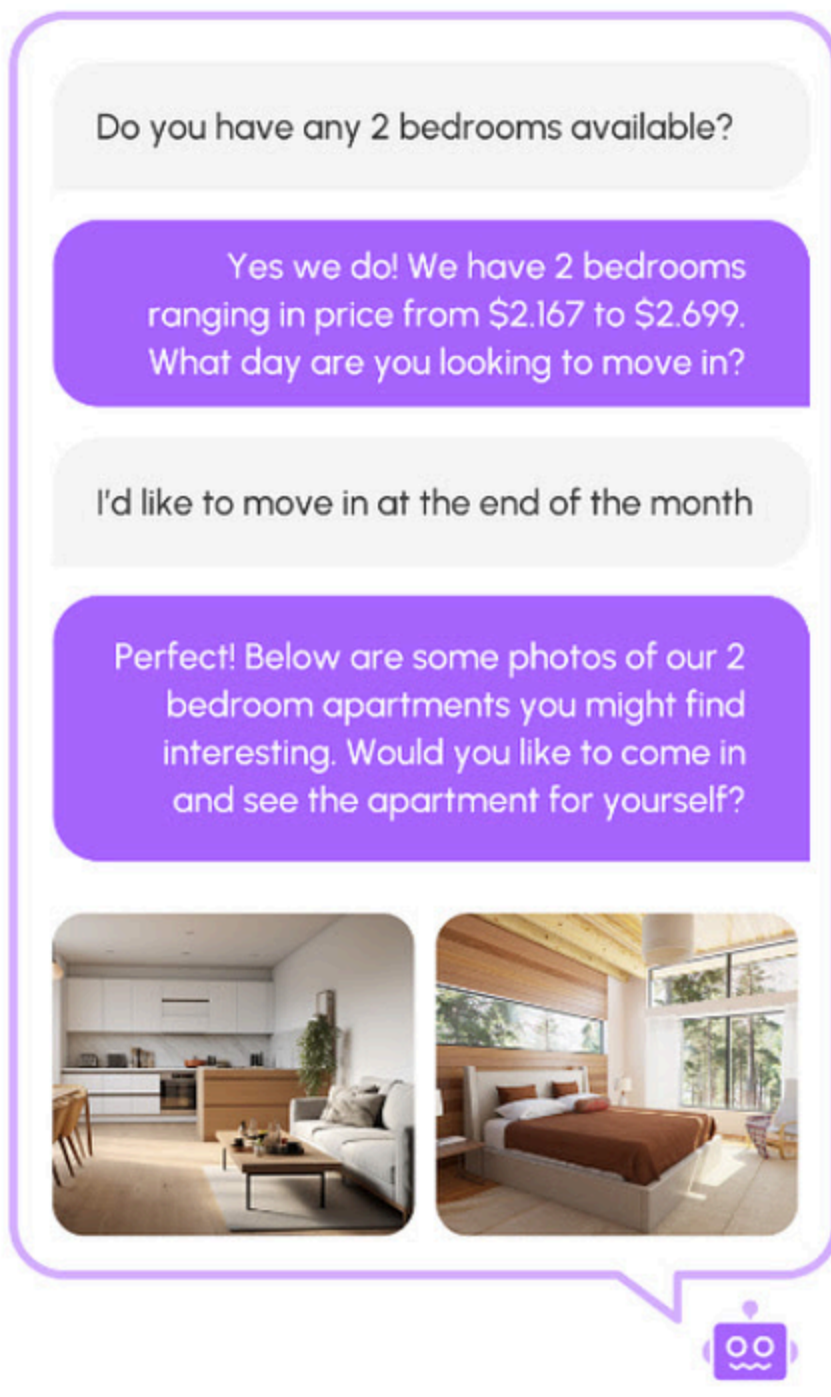 Do you have any 2 bedrooms available?
Yes we do! We have 2 bedrooms
ranging in price from $2.167 to $2.699.
What day are you looking to move in?
I'd like to move in at the end of the month
Perfect! Below are some photos of our 2
bedroom apartments you might find
interesting. Would you like to come in
and see the apartment for yourself?